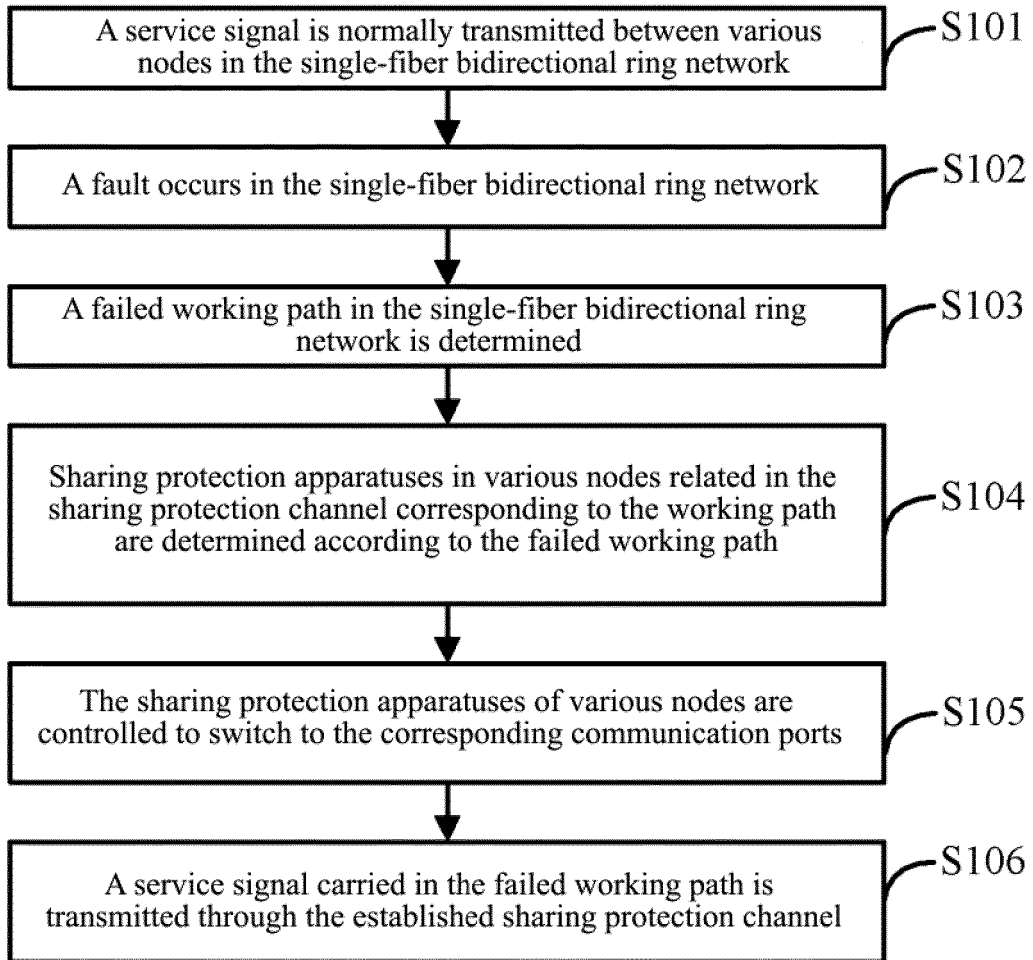 A service signal is normally transmitted between various
nodes in the single-fiber bidirectional ring network
S101
A fault occurs in the single-fiber bidirectional ring network
S102
A failed working path in the single-fiber bidirectional ring
network is determined
S103
Sharing protection apparatuses in various nodes related in the
sharing protection channel corresponding to the working path
are determined according to the failed working path
S104
The sharing protection apparatuses of various nodes are
controlled to switch to the corresponding communication ports
S105
A service signal carried in the failed working path is
transmitted through the established sharing protection channel
S106